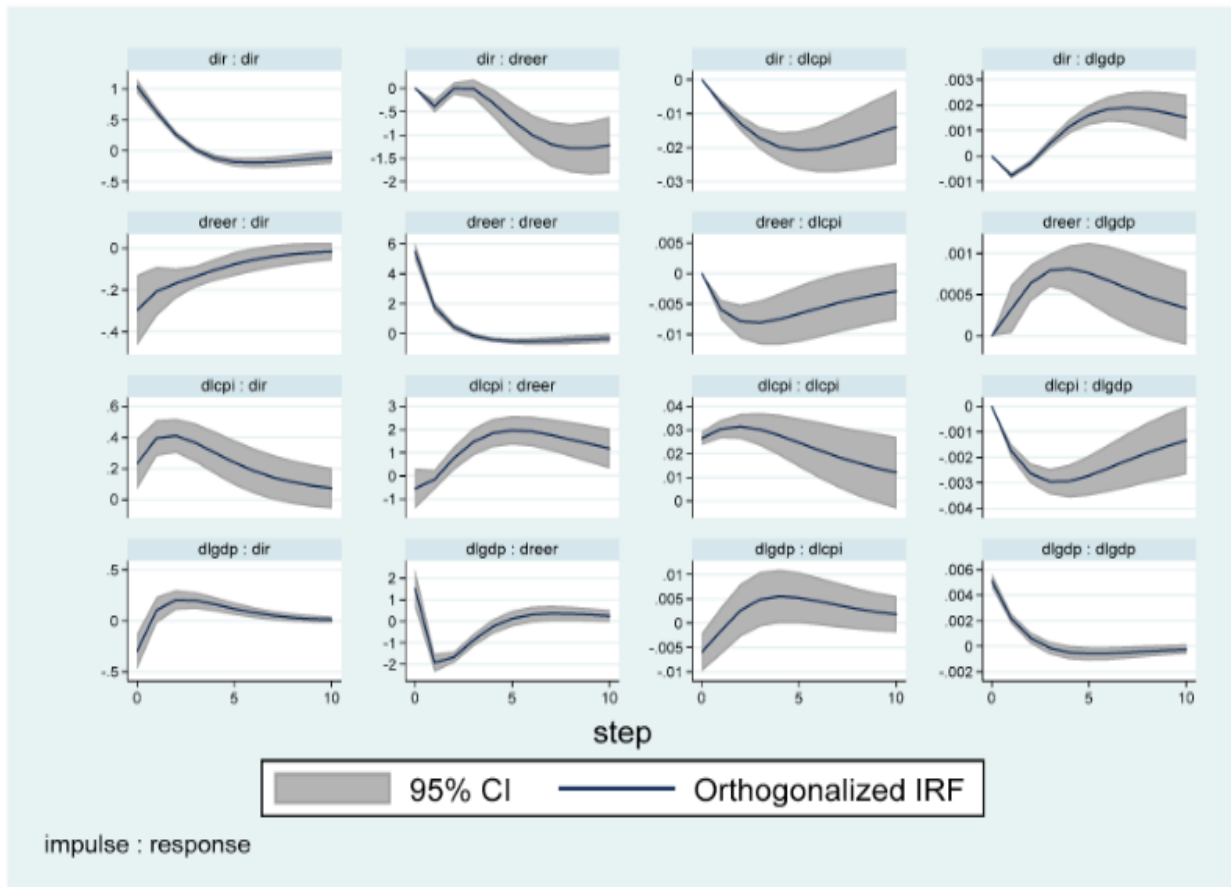 dir : dir
dir : dreer
dir : dlcpi
dir : dlgdp
1
.5
0
-.5
0
-.5
-1
-1.5
-2
0
-.01
-.02
-.03
.003
.002
.001
0
-.001
dreer : dir
dreer : dreer
dreer : dlcpi
dreer : dlgdp
0
-.2
-.4
6
4
2
0
.005
0
-.005
-.01
.001
.0005
0
dlcpi : dir
dlcpi : dreer
dlcpi : dlcpi
dlcpi : dlgdp
.6
.4
.2
0
3
2
1
0
-1
.04
.03
.02
.01
0
0
-.001
-.002
-.003
-.004
dlgdp : dir
dlgdp : dreer
dlgdp : dlcpi
dlgdp : dlgdp
.5
0
-.5
2
1
0
-1
-2
.01
.005
0
-.005
-.01
.006
.004
.002
0
-.002
0 5 10
0 5 10
0 5 10
0 5 10
step
95% CI
Orthogonalized IRF
impulse : response